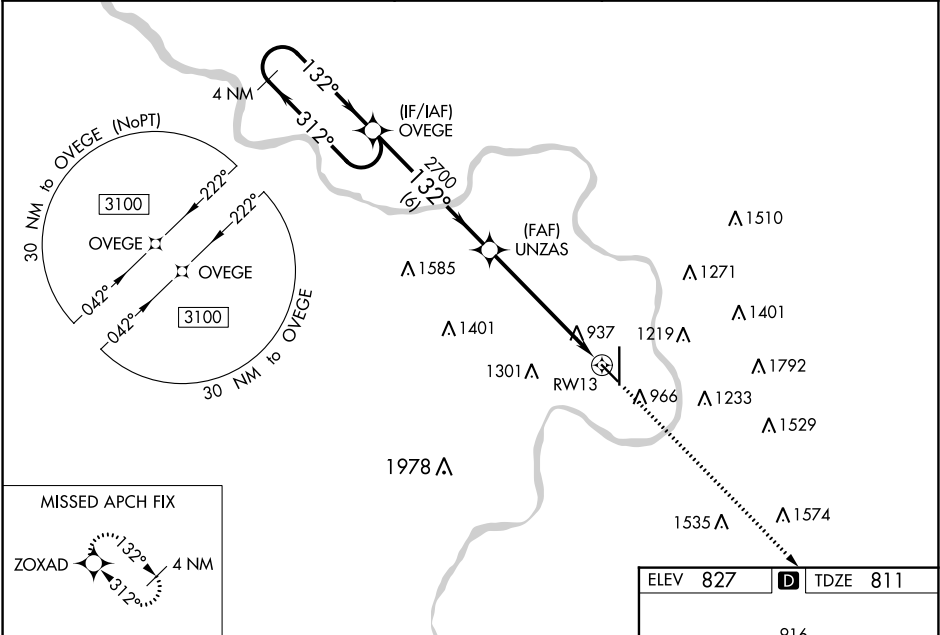 132°
4 NM
312°
(IF/IAF)
OVEGE
2700
132°
(6)
(FAF)
UNZAS
30 NM to OVEGE (NoPT)
3100
222°
OVEGE
042°
222°
OVEGE
042°
3100
30 NM to OVEGE
1510
1585
1271
1401
1401
937
1219
1301
RW13
1792
966
1233
1529
1978
1535
1574
MISSED APCH FIX
ZOXAD
132°
4 NM
312°
ELEV 827 D TDZE 811